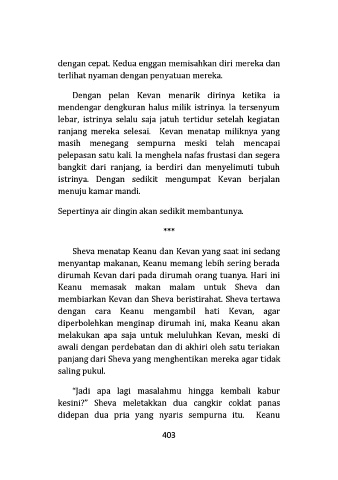 dengan cepat. Kedua enggan memisahkan diri mereka dan
terlihat nyaman dengan penyatuan mereka.
Dengan pelan Kevan menarik dirinya ketika ia
mendengar dengkuran halus milik istrinya. Ia tersenyum
lebar, istrinya selalu saja jatuh tertidur setelah kegiatan
ranjang mereka selesai. Kevan menatap miliknya yang
masih menegang sempurna meski telah mencapai
pelepasan satu kali. Ia menghela nafas frustasi dan segera
bangkit dari ranjang, ia berdiri dan menyelimuti tubuh
istrinya. Dengan sedikit mengumpat Kevan berjalan
menuju kamar mandi.
Sepertinya air dingin akan sedikit membantunya.
***
Sheva menatap Keanu dan Kevan yang saat ini sedang
menyantap makanan, Keanu memang lebih sering berada
dirumah Kevan dari pada dirumah orang tuanya. Hari ini
Keanu memasak makan malam untuk Sheva dan
membiarkan Kevan dan Sheva beristirahat. Sheva tertawa
dengan cara Keanu mengambil hati Kevan, agar
diperbolehkan menginap dirumah ini, maka Keanu akan
melakukan apa saja untuk meluluhkan Kevan, meski di
awali dengan perdebatan dan di akhiri oleh satu teriakan
panjang dari Sheva yang menghentikan mereka agar tidak
saling pukul.
"Jadi apa lagi masalahmu hingga kembali kabur
kesini?" Sheva meletakkan dua cangkir coklat panas
didepan dua pria yang nyaris sempurna itu. Keanu
403